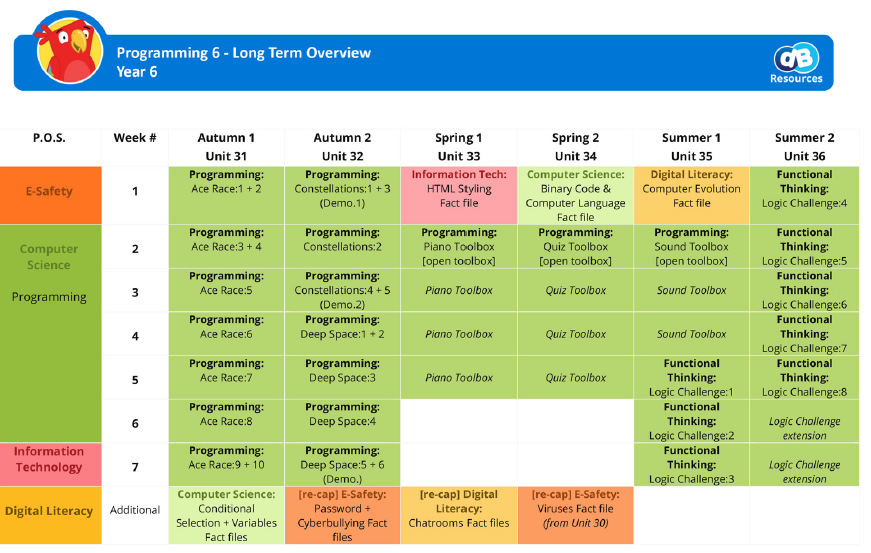 Programming 6 - Long Term Overview
Year 6
dB
Resources
P.O.S. Week # Autumn 1 Autumn 2 Spring 1 Spring 2 Summer 1 Summer 2
Unit 31 Unit 32 Unit 33 Unit 34 Unit 35 Unit 36
E-Safety
1
Programming:
Ace Race:1 + 2
Programming:
Constellations:1 + 3
(Demo.1)
Information Tech:
HTML Styling
Fact file
Computer Science:
Binary Code &
Computer Language
Fact file
Digital Literacy:
Computer Evolution
Fact file
Functional
Thinking:
Logic Challenge:4
Computer
Science
Programming
2
Programming:
Ace Race:3 + 4
Programming:
Constellations:2
Programming:
Piano Toolbox
[open toolbox]
Programming:
Quiz Toolbox
[open toolbox]
Programming:
Sound Toolbox
[open toolbox]
Functional
Thinking:
Logic Challenge:5
3
Programming:
Ace Race:5
Programming:
Constellations:4 + 5
(Demo.2)
Piano Toolbox
Quiz Toolbox
Sound Toolbox
Functional
Thinking:
Logic Challenge:6
4
Programming:
Ace Race:6
Programming:
Deep Space:1 + 2
Piano Toolbox
Quiz Toolbox
Sound Toolbox
Functional
Thinking:
Logic Challenge:7
5
Programming:
Ace Race:7
Programming:
Deep Space:3
Piano Toolbox
Quiz Toolbox
Functional
Thinking:
Logic Challenge:1
Functional
Thinking:
Logic Challenge:8
6
Programming:
Ace Race:8
Programming:
Deep Space:4
Functional
Thinking:
Logic Challenge:2
Logic Challenge
extension
Information
Technology
7
Programming:
Ace Race:9 + 10
Programming:
Deep Space:5 + 6
(Demo.)
Functional
Thinking:
Logic Challenge:3
Logic Challenge
extension
Digital Literacy
Additional
Computer Science:
Conditional
Selection + Variables
Fact files
[re-cap] E-Safety:
Password +
Cyberbullying Fact
files
[re-cap] Digital
Literacy:
Chatrooms Fact files
[re-cap] E-Safety:
Viruses Fact file
(from Unit 30)